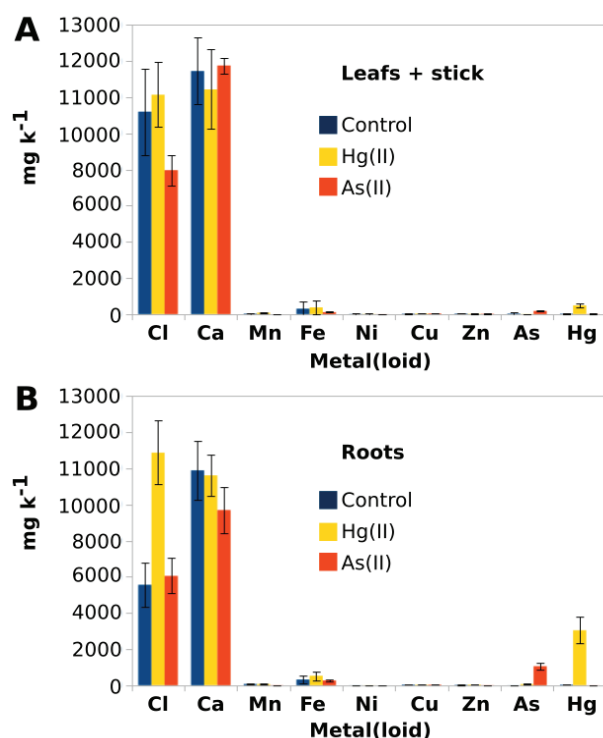 A
13000
12000
11000
8000
6000
4000
2000
0
mg k-1
Leafs + stick
Control
Hg(II)
As(II)
Cl Ca Mn Fe Ni Cu Zn As Hg
Metal(loid)
B
13000
12000
11000
8000
6000
4000
2000
0
mg k-1
Roots
Control
Hg(II)
As(II)
Cl Ca Mn Fe Ni Cu Zn As Hg
Metal(loid)